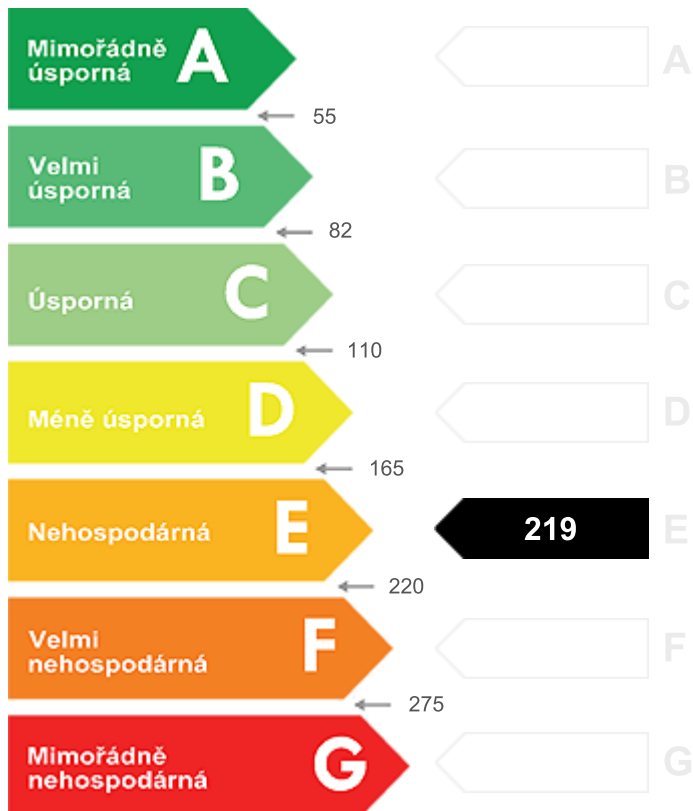 Mimořádně
úsporná
A
A
55
Velmi
úsporná
B
B
82
Úsporná
C
C
110
Méně úsporná
D
D
165
Nehospodárná
E
219
E
220
Velmi
nehospodárná
F
F
275
Mimořádně
nehospodárná
G
G